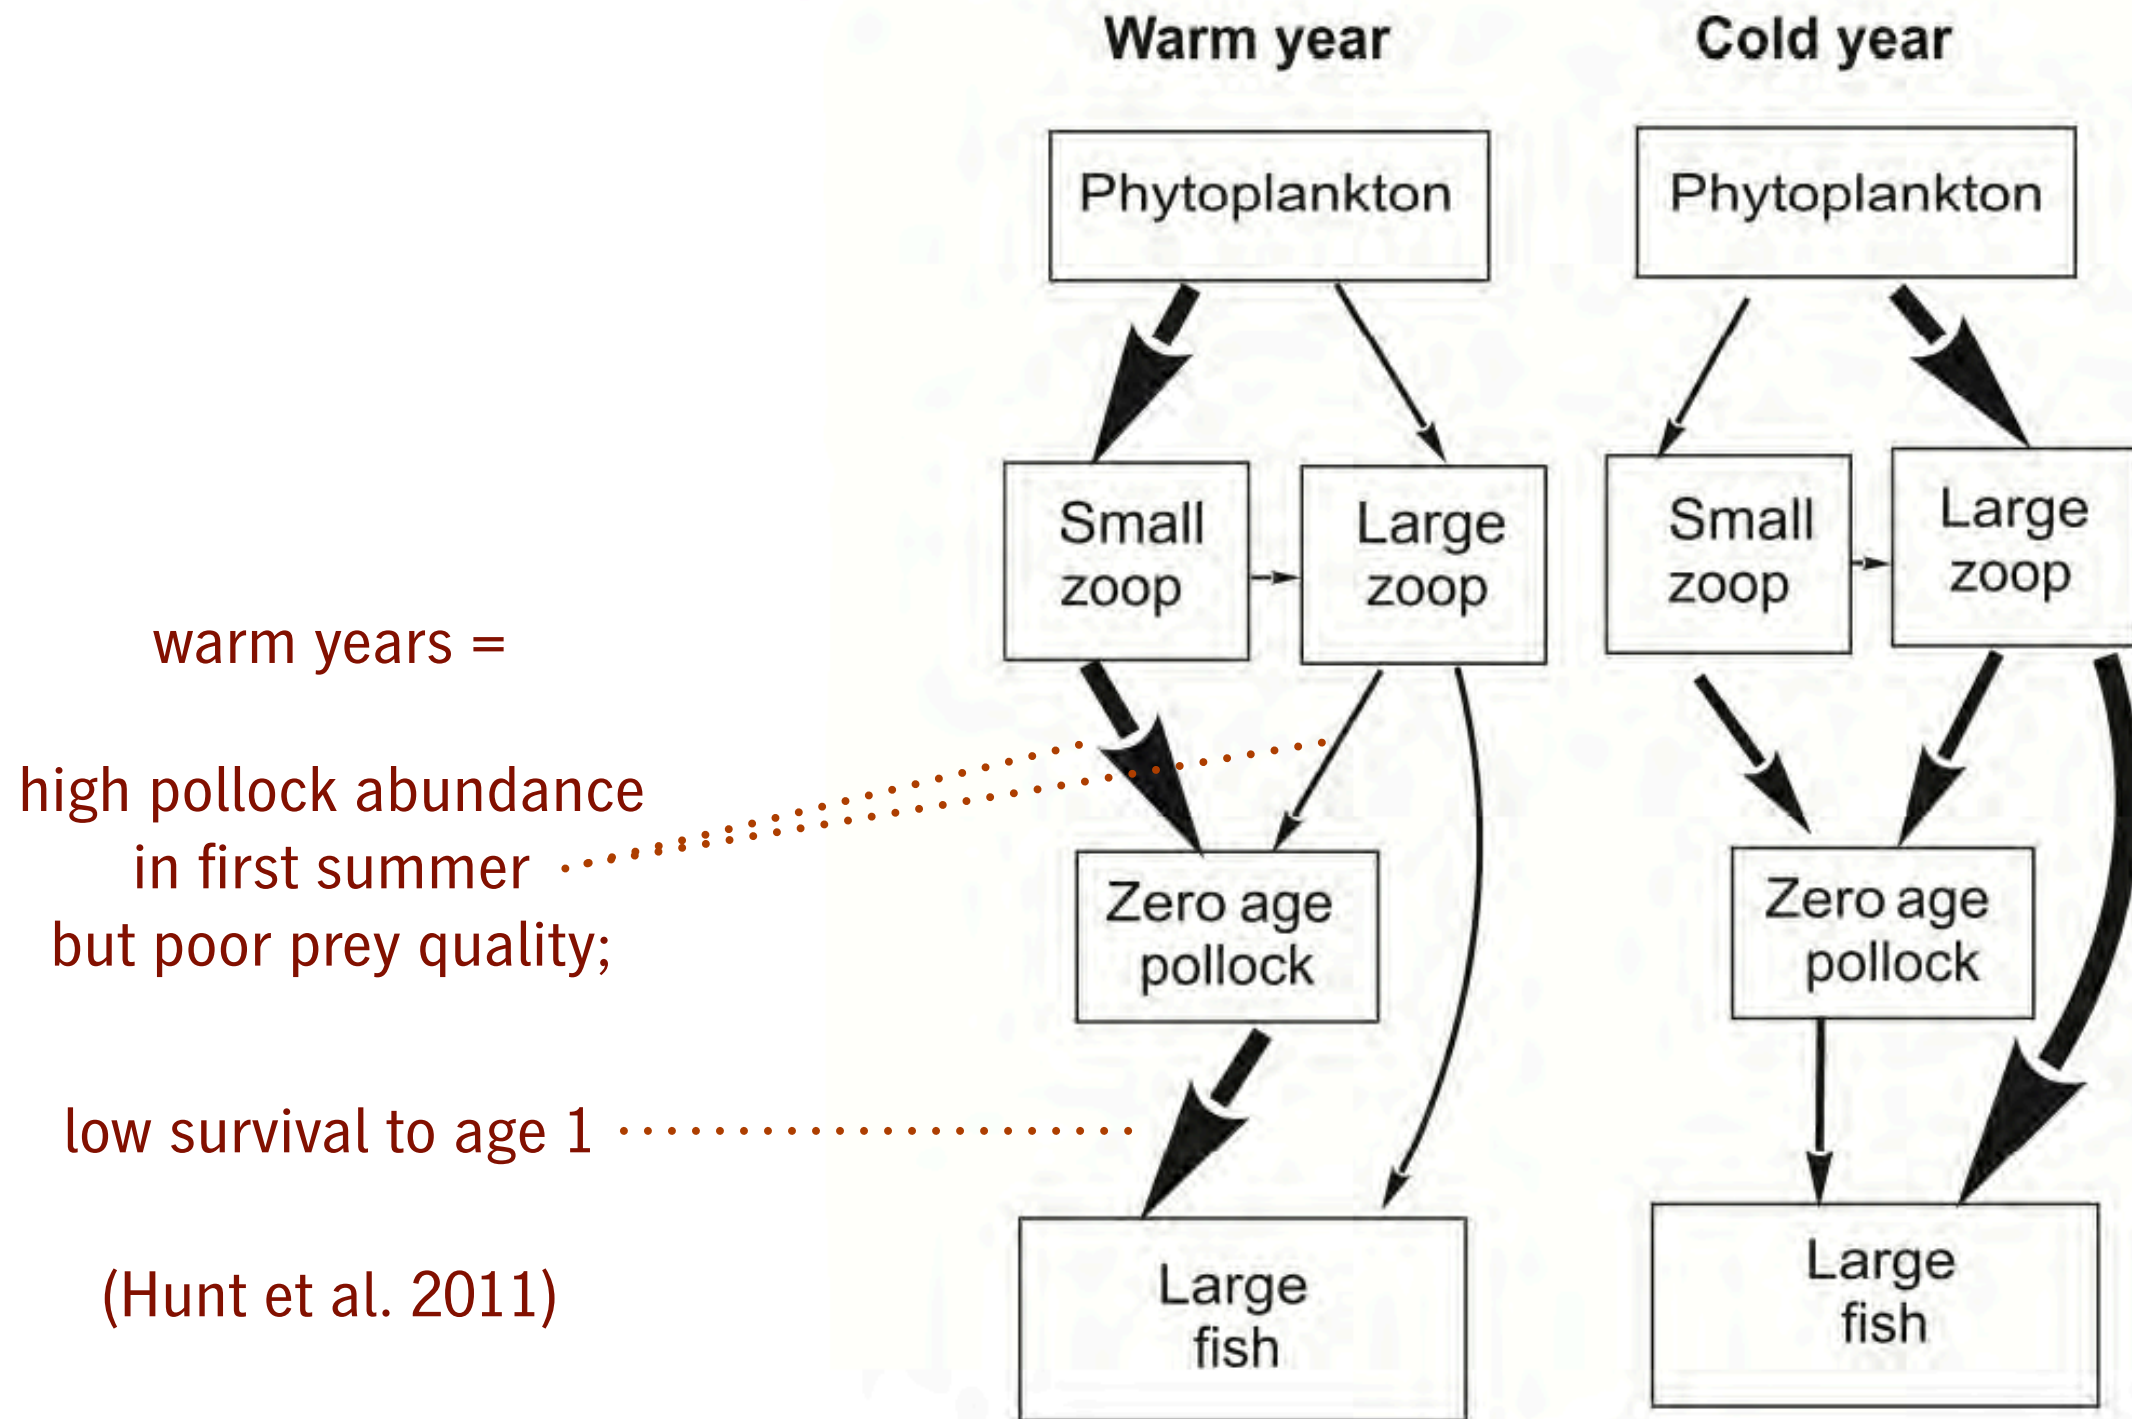 warm years =
high pollock abundance
in first summer
but poor prey quality;
low survival to age 1
(Hunt et al. 2011)
Warm year
Phytoplankton
Small
zoop
Large
zoop
Zero age
pollock
Large
fish
Cold year
Phytoplankton
Small
zoop
Large
zoop
Zero age
pollock
Large
fish